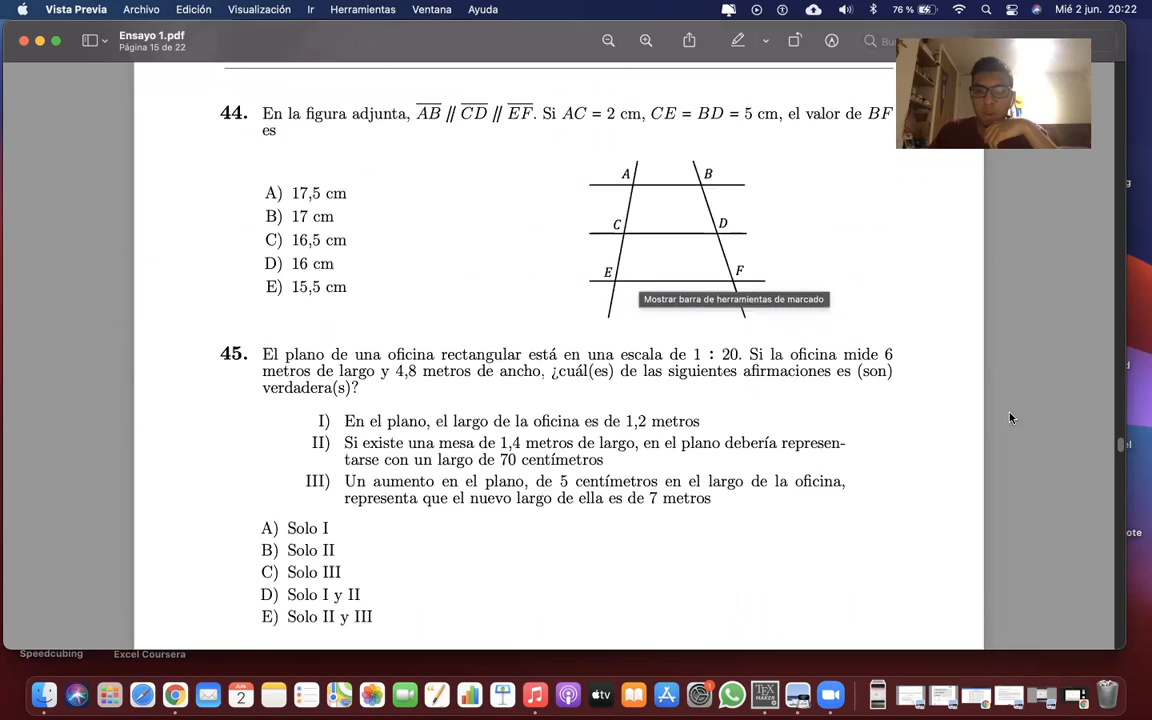 Vista Previa Archivo Edición Visualización Ir Herramientas Ventana Ayuda 76 % Mié 2 jun. 20:22
Ensayo 1.pdf
Página 15 de 22
44. En la figura adjunta, AB // CD // EF. Si AC = 2 cm, CE = BD = 5 cm, el valor de BF
es
A) 17,5 cm
B) 17 cm
C) 16,5 cm
D) 16 cm
E) 15,5 cm
A B
C D
E F
Mostrar barra de herramientas de marcado
45. El plano de una oficina rectangular está en una escala de 1 : 20. Si la oficina mide 6
metros de largo y 4,8 metros de ancho, ¿cuál(es) de las siguientes afirmaciones es (son)
verdadera(s)?
I) En el plano, el largo de la oficina es de 1,2 metros
II) Si existe una mesa de 1,4 metros de largo, en el plano debería represen-
tarse con un largo de 70 centímetros
III) Un aumento en el plano, de 5 centímetros en el largo de la oficina,
representa que el nuevo largo de ella es de 7 metros
A) Solo I
B) Solo II
C) Solo III
D) Solo I y II
E) Solo II y III
Speedcubing Excel Coursera
JUN
2
tv
TEX
MAKER
1